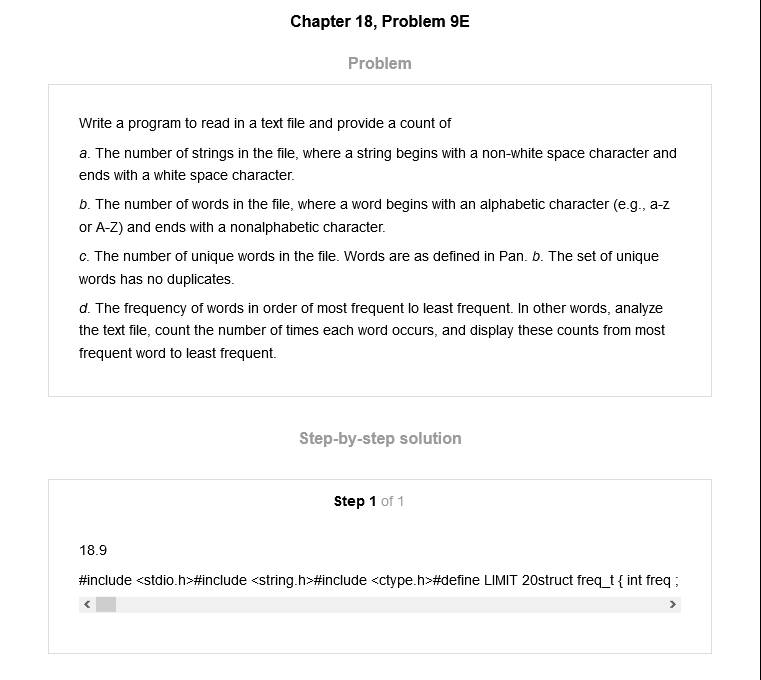 Chapter 18, Problem 9E
Problem
Write a program to read in a text file and provide a count of
a. The number of strings in the file, where a string begins with a non-white space character and
ends with a white space character.
b. The number of words in the file, where a word begins with an alphabetic character (e.g., a-z
or A-Z) and ends with a nonalphabetic character.
c. The number of unique words in the file. Words are as defined in Pan. b. The set of unique
words has no duplicates.
d. The frequency of words in order of most frequent lo least frequent. In other words, analyze
the text file, count the number of times each word occurs, and display these counts from most
frequent word to least frequent.
Step-by-step solution
Step 1 of 1
18.9
#include <stdio.h>#include <string.h>#include <ctype.h>#define LIMIT 20struct freq_t { int freq ;